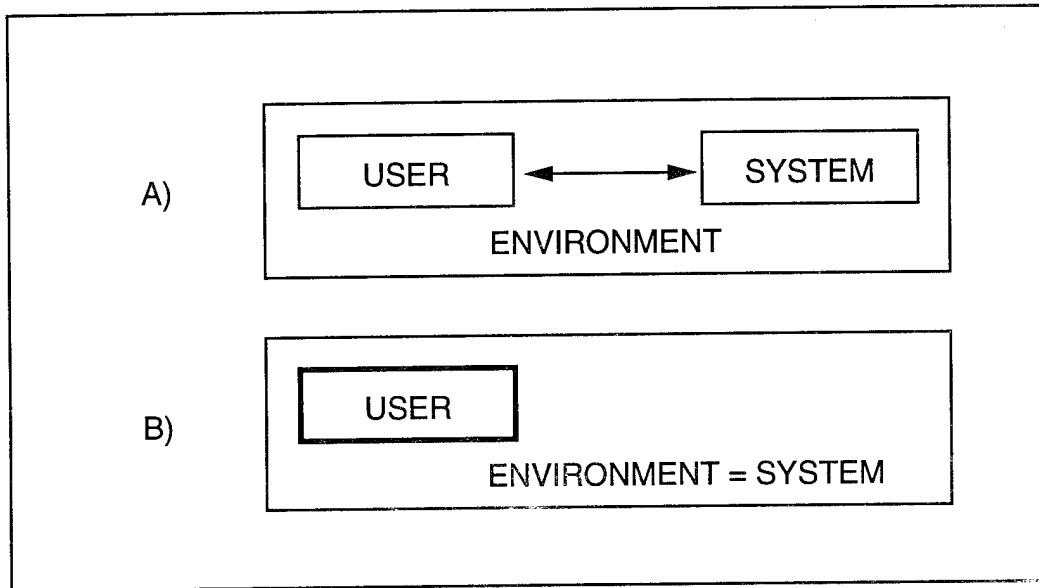 A)
USER
SYSTEM
ENVIRONMENT
B)
USER
ENVIRONMENT = SYSTEM